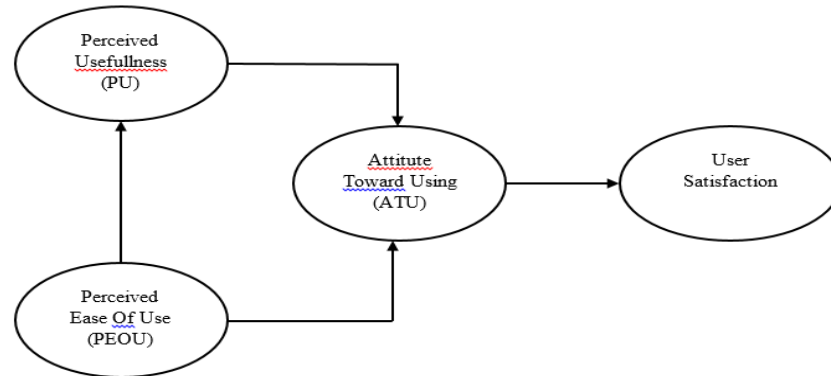 Perceived
Usefullness
(PU)
Attitute
Toward Using
(ATU)
User
Satisfaction
Perceived
Ease Of Use
(PEOU)